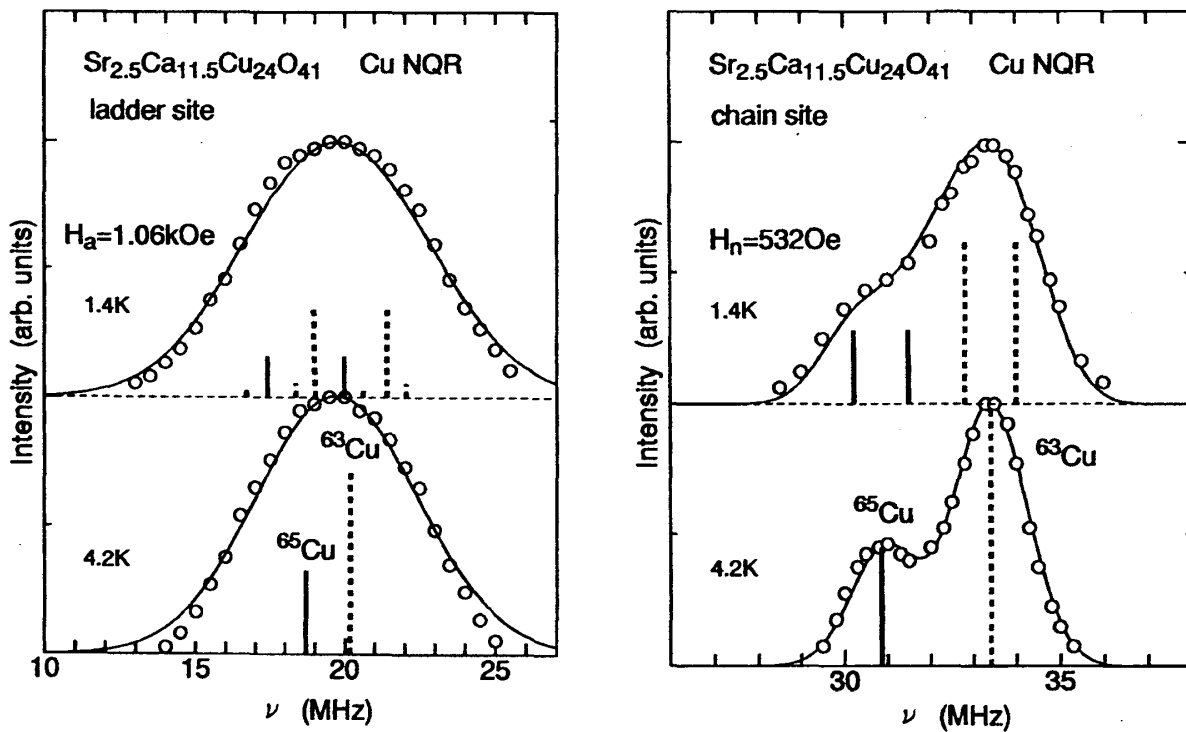 Sr2.5Ca11.5Cu24O41 Cu NQR
ladder site
Ha=1.06kOe
1.4K
63Cu
65Cu
4.2K
Intensity (arb. units)
10 15 20 25
ν (MHz)
Sr2.5Ca11.5Cu24O41 Cu NQR
chain site
Hn=532Oe
1.4K
63Cu
65Cu
4.2K
Intensity (arb. units)
30 35
ν (MHz)